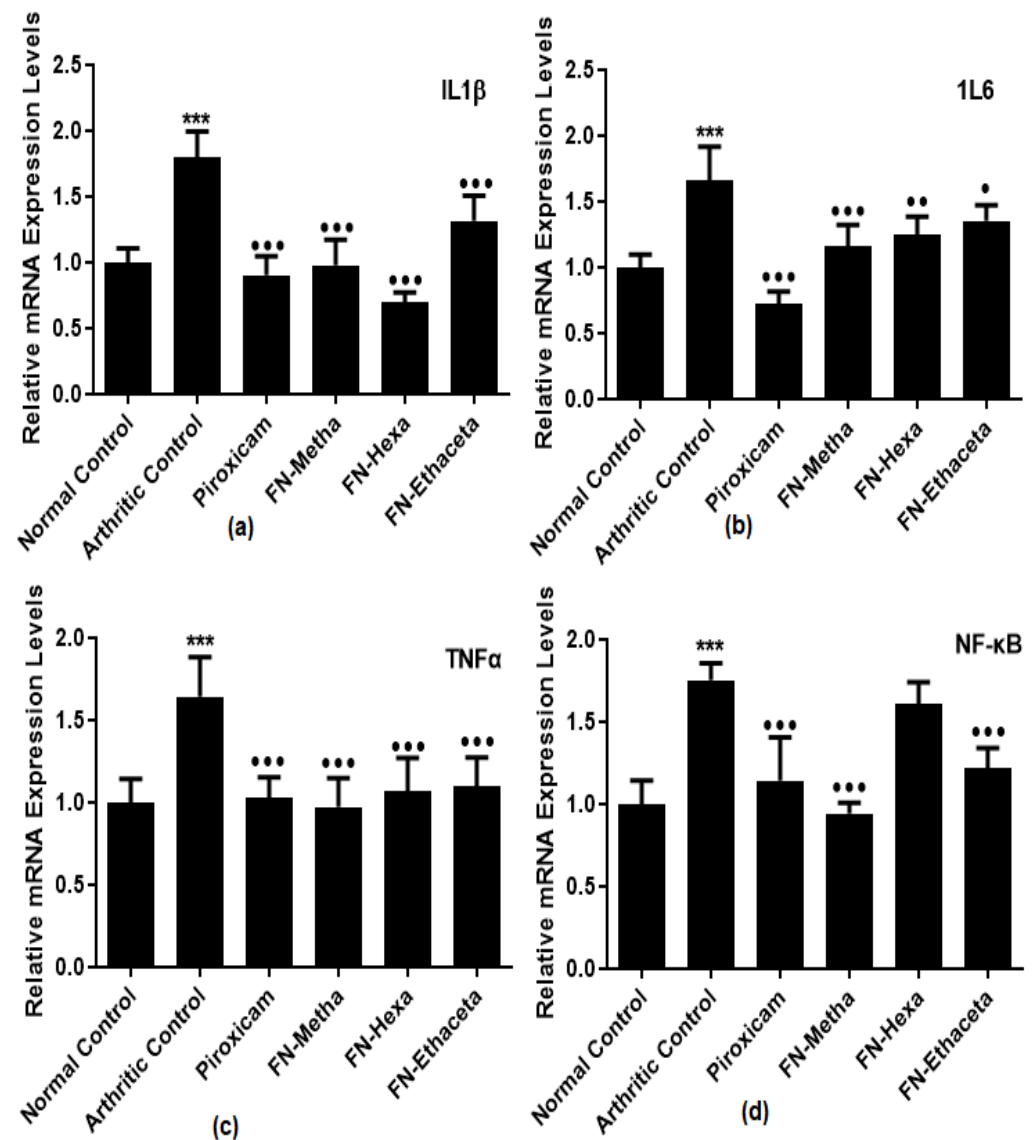 Relative mRNA Expression Levels
2.5
2.0
1.5
1.0
0.5
0.0
IL1β
***
•••
•••
•••
•••
Normal Control
Arthritic Control
Piroxicam
FN-Metha
FN-Hexa
FN-Ethaceta
(a)
Relative mRNA Expression Levels
2.5
2.0
1.5
1.0
0.5
0.0
1L6
***
•••
•••
••
•
Normal Control
Arthritic Control
Piroxicam
FN-Metha
FN-Hexa
FN-Ethaceta
(b)
Relative mRNA Expression Levels
2.0
1.5
1.0
0.5
0.0
TNFα
***
•••
•••
•••
•••
Normal Control
Arthritic Control
Piroxicam
FN-Metha
FN-Hexa
FN-Ethaceta
(c)
Relative mRNA Expression Levels
2.0
1.5
1.0
0.5
0.0
NF-κB
***
•••
•••
•••
Normal Control
Arthritic Control
Piroxicam
FN-Metha
FN-Hexa
FN-Ethaceta
(d)